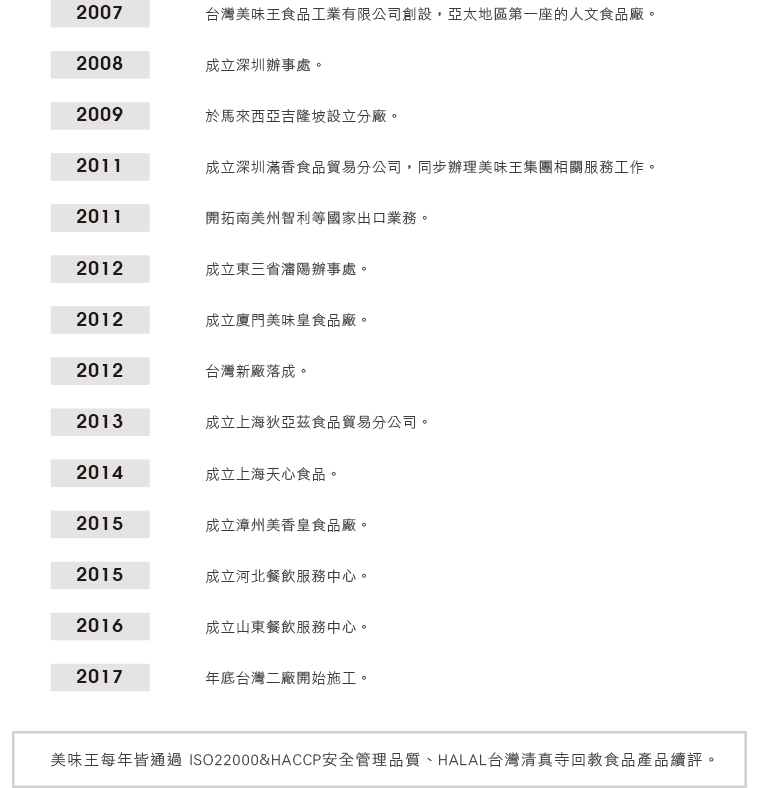 2007 台灣美味王食品工業有限公司創設，亞太地區第一座的人文食品廠。
2008 成立深圳辦事處。
2009 於馬來西亞吉隆坡設立分廠。
2011 成立深圳滿香食品貿易分公司，同步辦理美味王集團相關服務工作。
2011 開拓南美州智利等國家出口業務。
2012 成立東三省瀋陽辦事處。
2012 成立廈門美味皇食品廠。
2012 台灣新廠落成。
2013 成立上海狄亞茲食品貿易分公司。
2014 成立上海天心食品。
2015 成立漳州美香皇食品廠。
2015 成立河北餐飲服務中心。
2016 成立山東餐飲服務中心。
2017 年底台灣二廠開始施工。
美味王每年皆通過 ISO22000&HACCP安全管理品質、HALAL台灣清真寺回教食品產品續評。